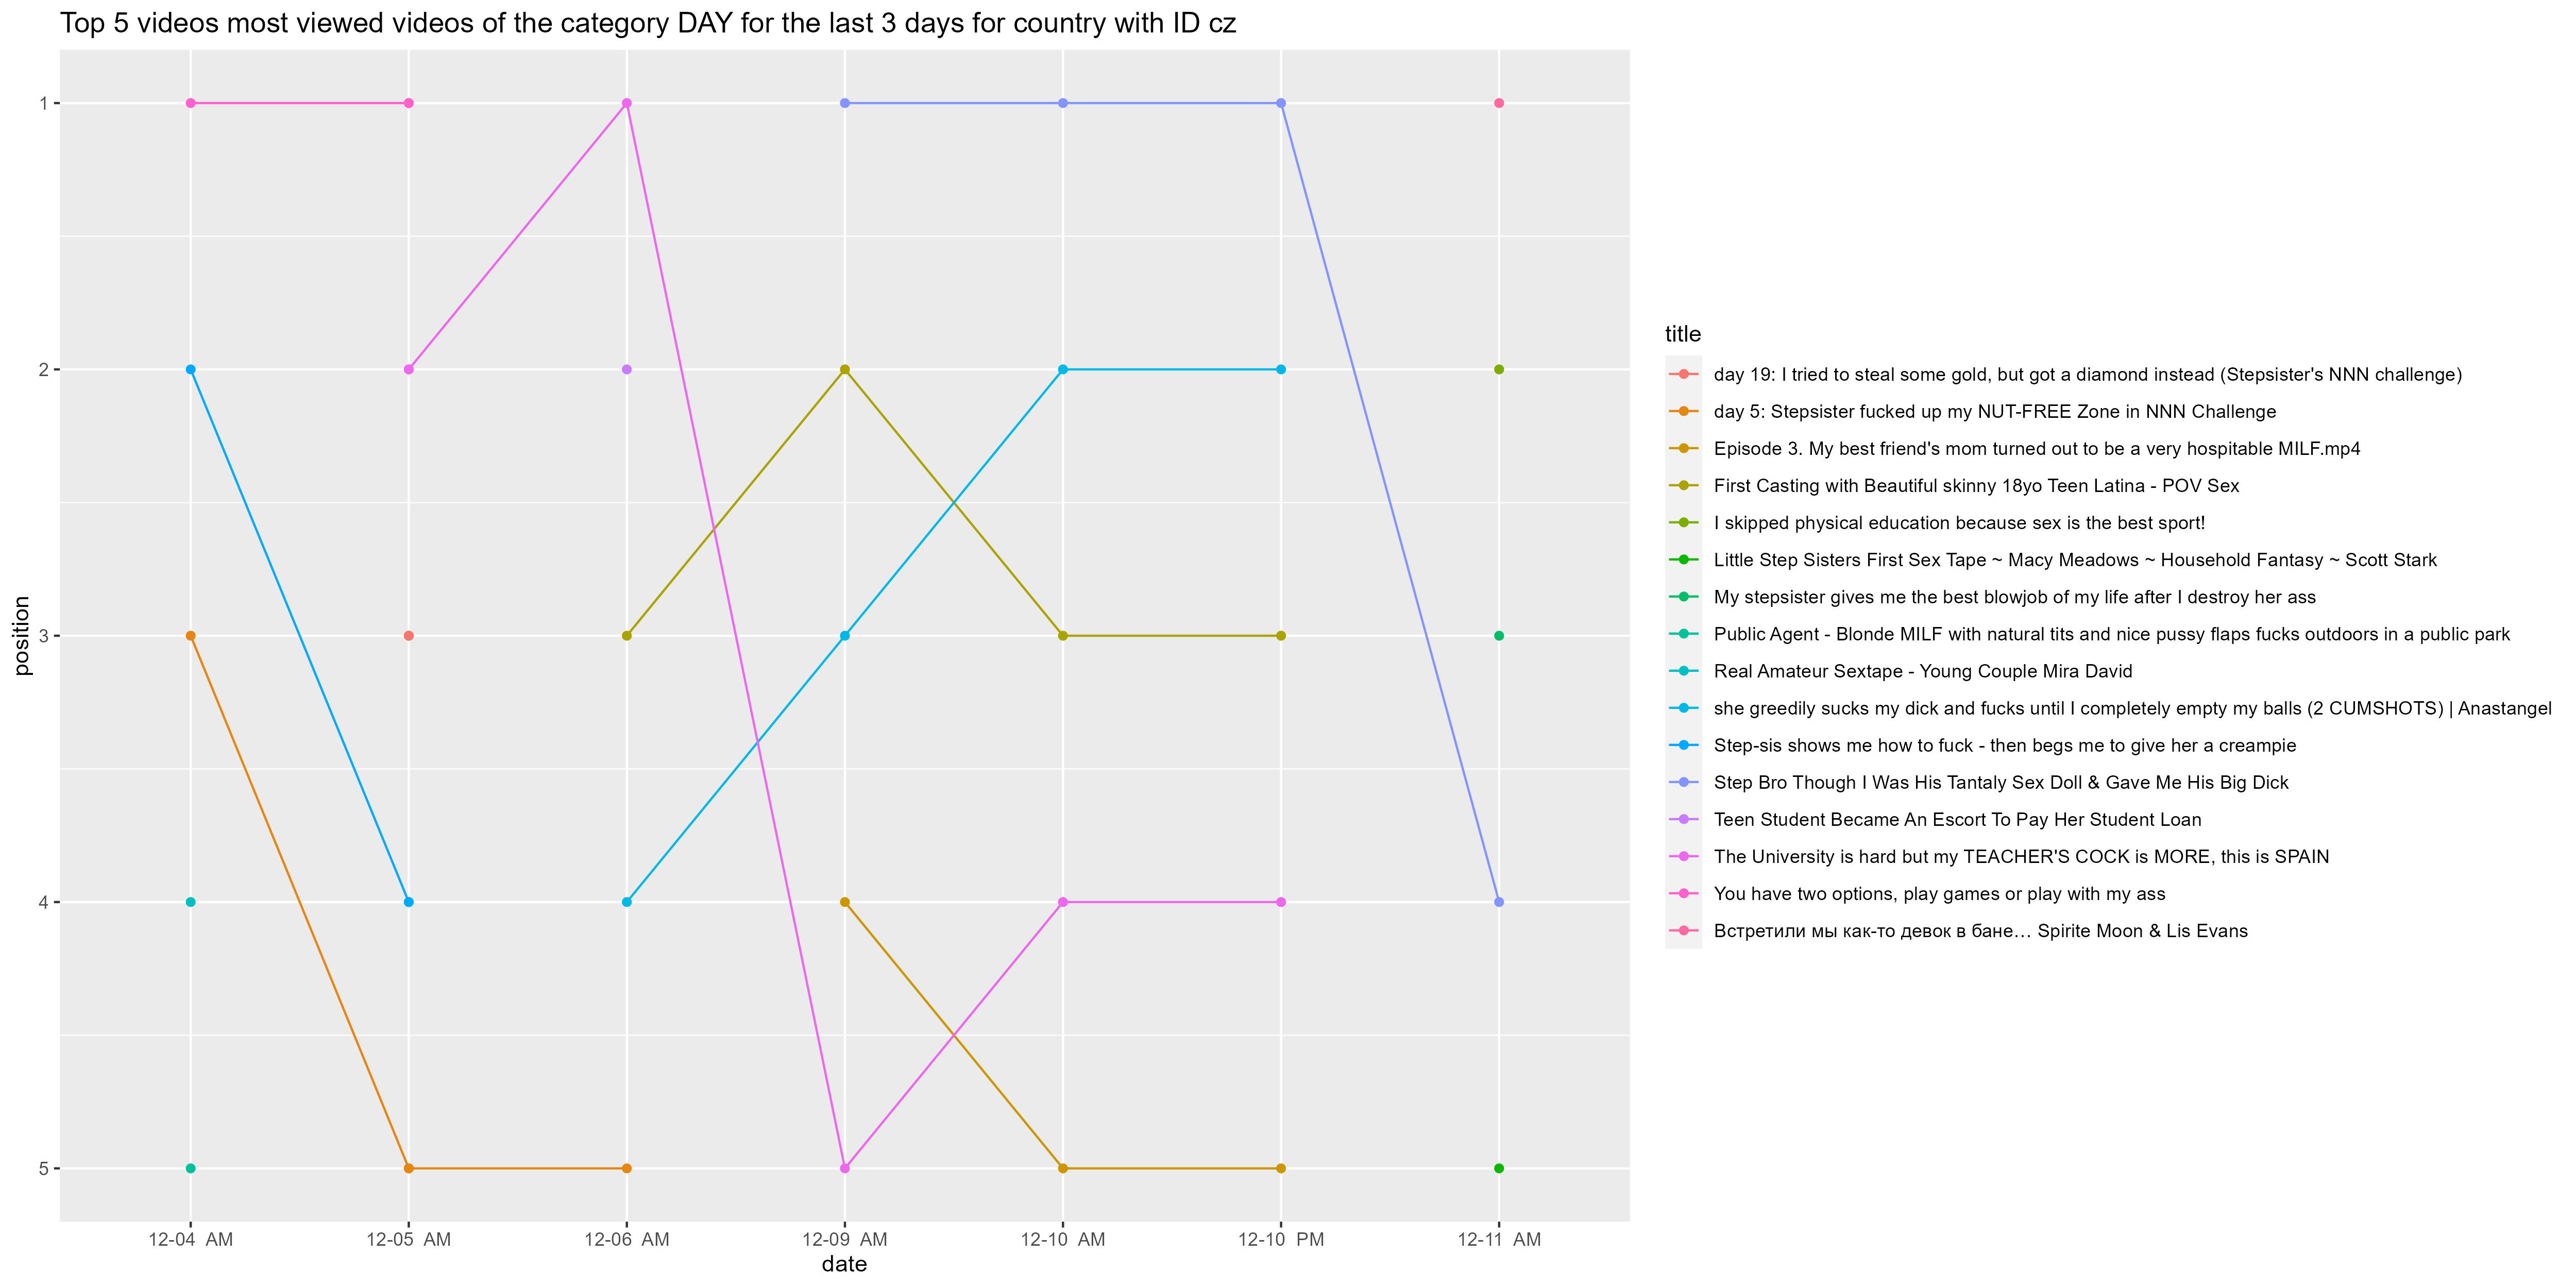 Top 5 videos most viewed videos of the category DAY for the last 3 days for country with ID cz
position
1
2
3
4
5
12-04 AM
12-05 AM
12-06 AM
12-09 AM
12-10 AM
12-10 PM
12-11 AM
date
title
day 19: I tried to steal some gold, but got a diamond instead (Stepsister's NNN challenge)
day 5: Stepsister fucked up my NUT-FREE Zone in NNN Challenge
Episode 3. My best friend's mom turned out to be a very hospitable MILF.mp4
First Casting with Beautiful skinny 18yo Teen Latina - POV Sex
I skipped physical education because sex is the best sport!
Little Step Sisters First Sex Tape ~ Macy Meadows ~ Household Fantasy ~ Scott Stark
My stepsister gives me the best blowjob of my life after I destroy her ass
Public Agent - Blonde MILF with natural tits and nice pussy flaps fucks outdoors in a public park
Real Amateur Sextape - Young Couple Mira David
she greedily sucks my dick and fucks until I completely empty my balls (2 CUMSHOTS) | Anastangel
Step-sis shows me how to fuck - then begs me to give her a creampie
Step Bro Though I Was His Tantaly Sex Doll & Gave Me His Big Dick
Teen Student Became An Escort To Pay Her Student Loan
The University is hard but my TEACHER'S COCK is MORE, this is SPAIN
You have two options, play games or play with my ass
Встретили мы как-то девок в бане… Spirite Moon & Lis Evans